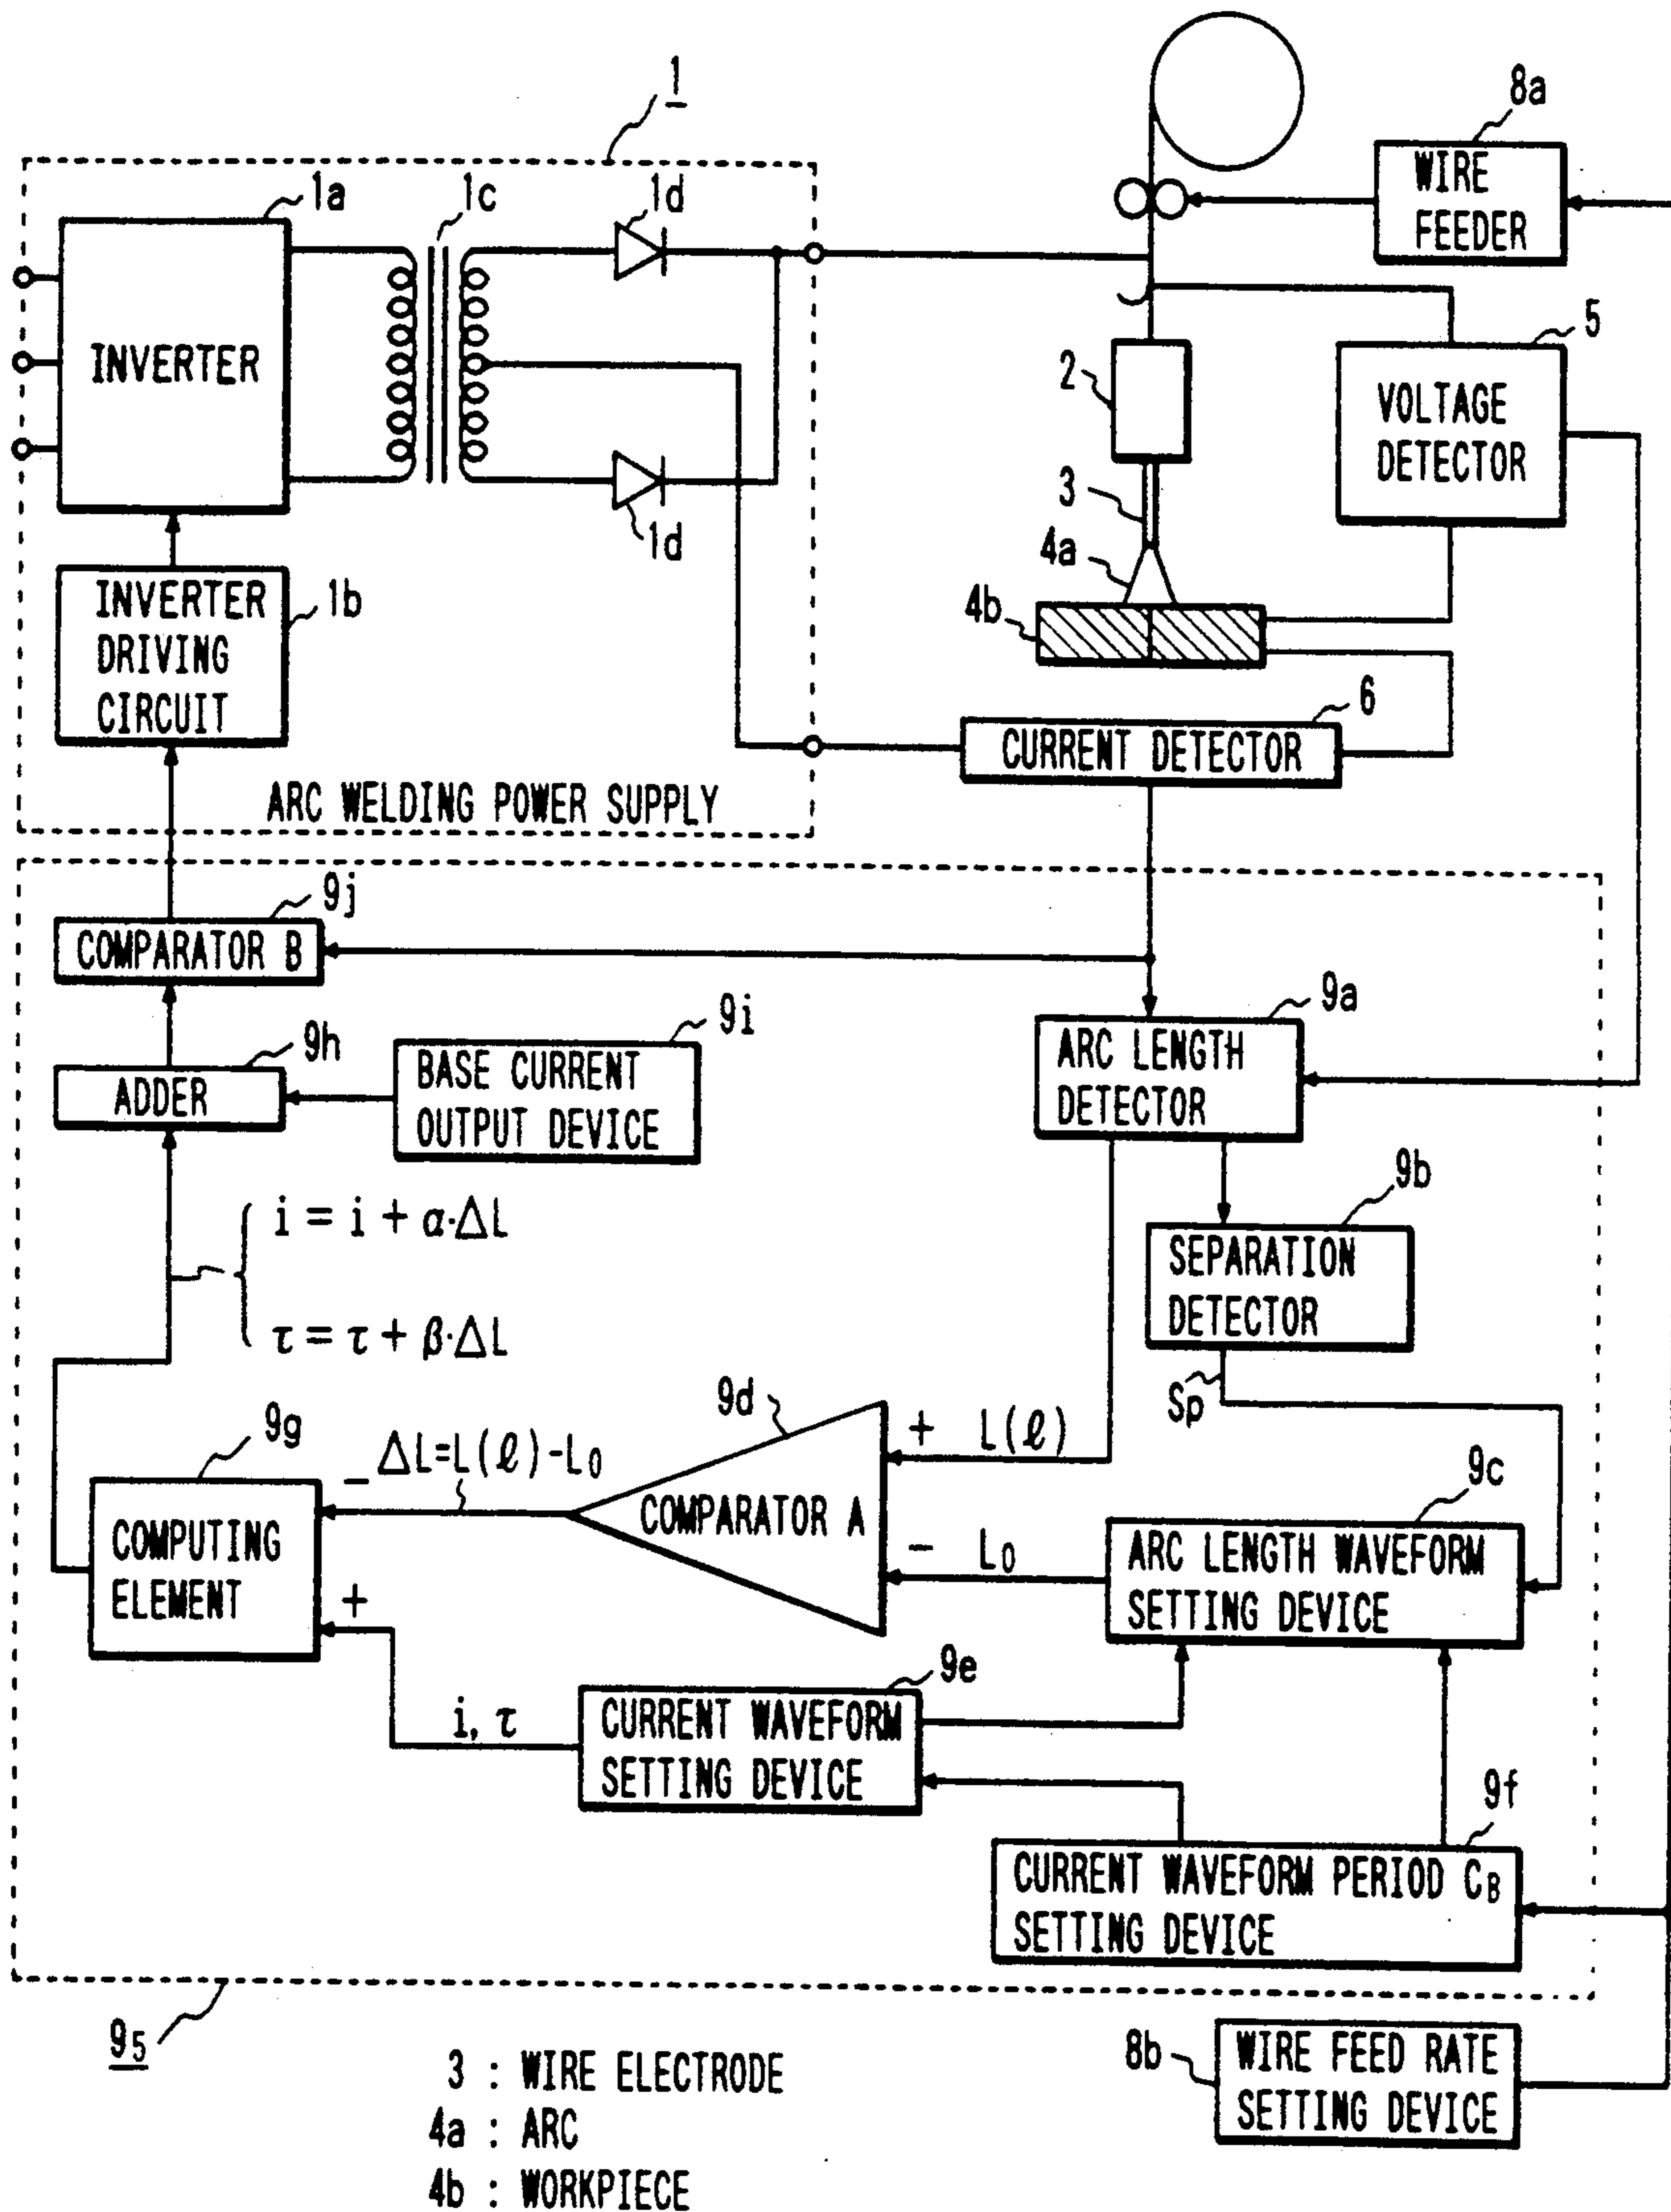 1
8a
WIRE
FEEDER
1a
1c
1d
INVERTER
2
5
VOLTAGE
DETECTOR
3
1d
4a
INVERTER
DRIVING
CIRCUIT
1b
4b
6
CURRENT DETECTOR
ARC WELDING POWER SUPPLY
9j
COMPARATOR B
9a
ARC LENGTH
DETECTOR
9h
ADDER
9i
BASE CURRENT
OUTPUT DEVICE
9b
SEPARATION
DETECTOR
i = i + α·ΔL
τ = τ + β·ΔL
Sp
9d
+ L(ℓ)
9g
- ΔL=L(ℓ)-L₀
COMPARATOR A
9c
COMPUTING
ELEMENT
+
- L₀
ARC LENGTH WAVEFORM
SETTING DEVICE
9e
i, τ
CURRENT WAVEFORM
SETTING DEVICE
9f
CURRENT WAVEFORM PERIOD CB
SETTING DEVICE
95
8b
WIRE FEED RATE
SETTING DEVICE
3 : WIRE ELECTRODE
4a : ARC
4b : WORKPIECE